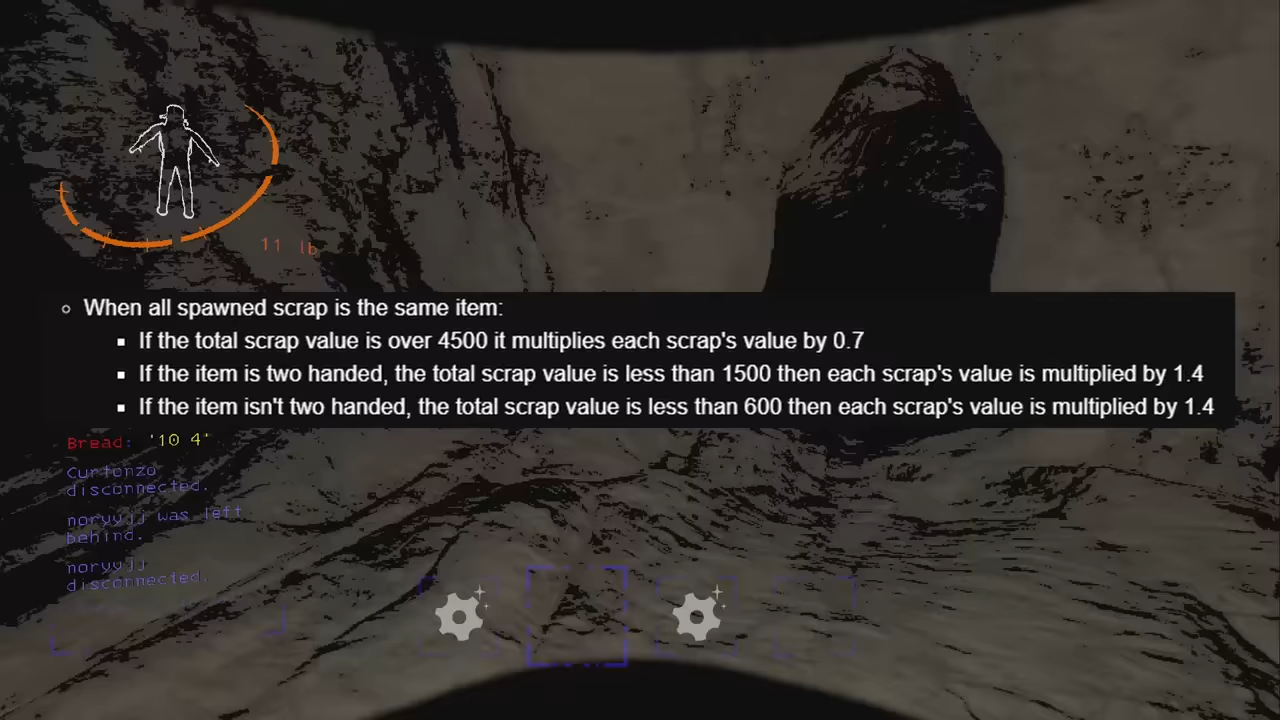 11 lb
When all spawned scrap is the same item:
If the total scrap value is over 4500 it multiplies each scrap's value by 0.7
If the item is two handed, the total scrap value is less than 1500 then each scrap's value is multiplied by 1.4
If the item isn't two handed, the total scrap value is less than 600 then each scrap's value is multiplied by 1.4
Bread: '10 4'
Curfonzo
disconnected.
noryyjj was left
behind.
noryyjj
disconnected.